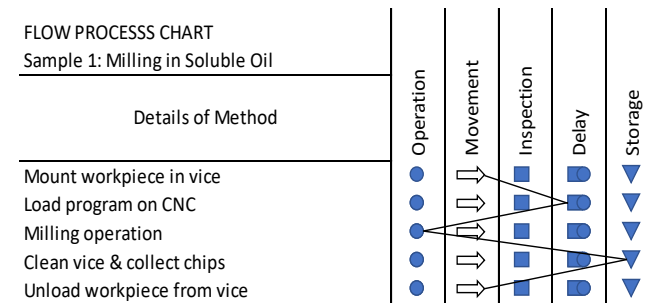 FLOW PROCESSS CHART
Sample 1: Milling in Soluble Oil
Details of Method
Operation
Movement
Inspection
Delay
Storage
Mount workpiece in vice
Load program on CNC
Milling operation
Clean vice & collect chips
Unload workpiece from vice